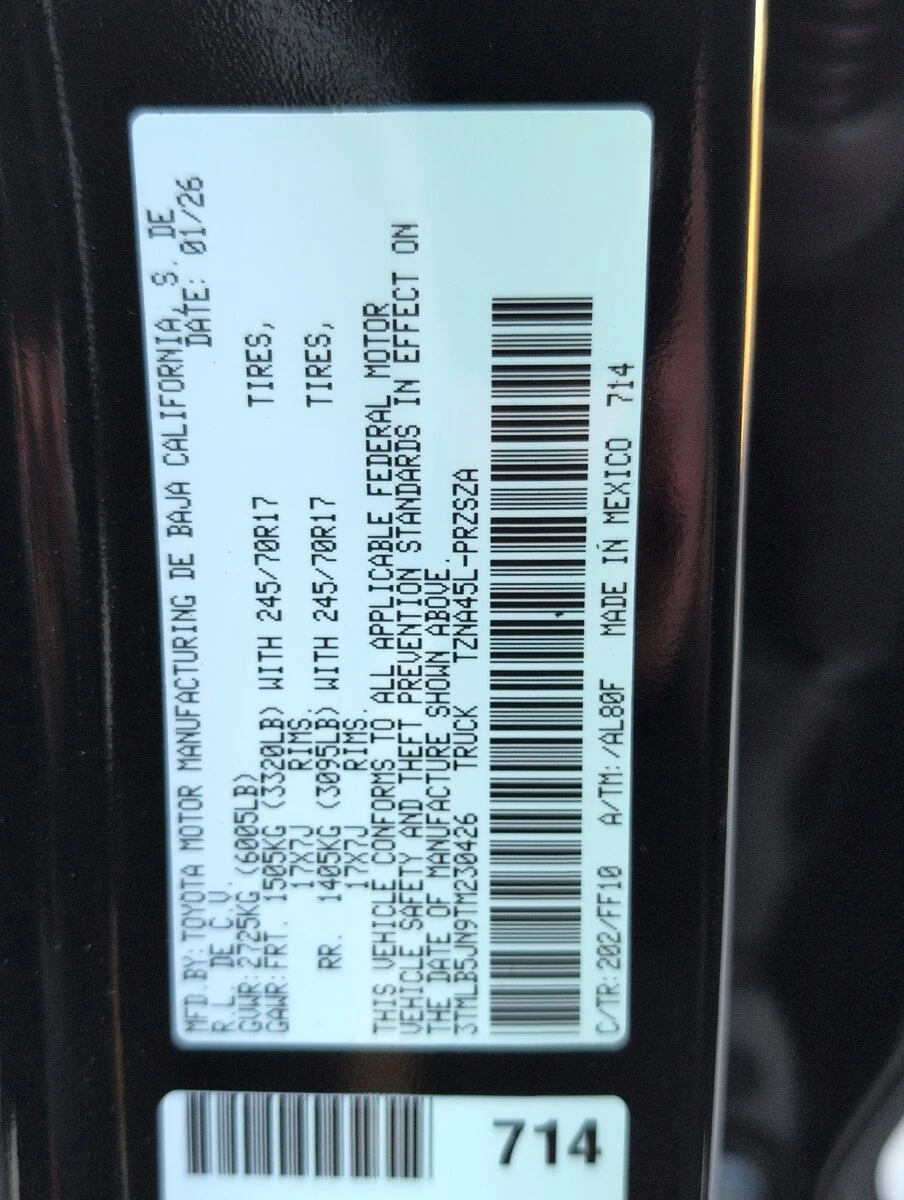 MFD.BY:TOYOTA MOTOR MANUFACTURING DE BAJA CALIFORNIA, S. DE
R.L. DE C.V. DATE: 01/26
GVWR:2725KG (6005LB)
GAWR:FRT. 1505KG (3320LB) WITH 245/70R17 TIRES,
17X7J RIMS.
RR. 1405KG (3095LB) WITH 245/70R17 TIRES,
17X7J RIMS.
THIS VEHICLE CONFORMS TO ALL APPLICABLE FEDERAL MOTOR
VEHICLE SAFETY AND THEFT PREVENTION STANDARDS IN EFFECT ON
THE DATE OF MANUFACTURE SHOWN ABOVE.
3TMLB5JN9TM230426 TRUCK TZNA45L-PRZSZA
C/TR:202/FF10 A/TM:/AL80F MADE IN MEXICO 714
714